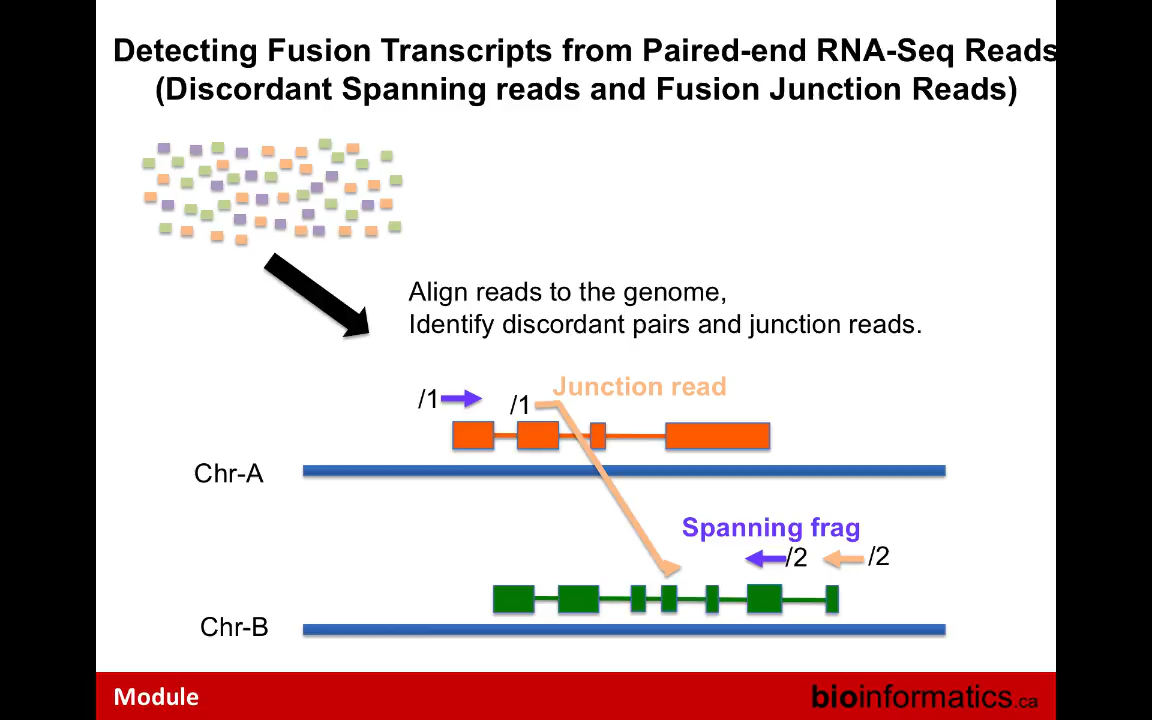 Detecting Fusion Transcripts from Paired-end RNA-Seq Reads
(Discordant Spanning reads and Fusion Junction Reads)
Align reads to the genome,
Identify discordant pairs and junction reads.
Junction read
/1
/1
Chr-A
Spanning frag
/2
/2
Chr-B
Module
bioinformatics.ca